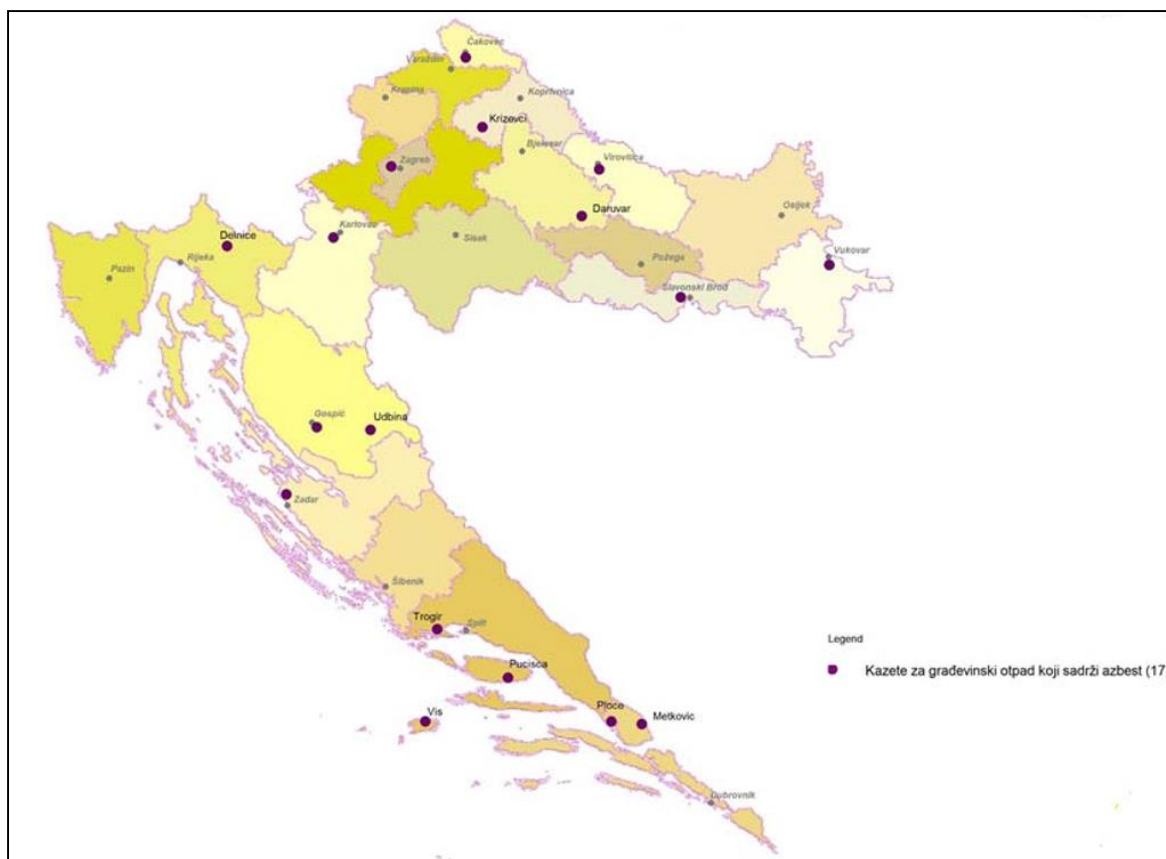 Čakovec
Varaždin
Krapina
Koprivnica
Krizevci
Bjelovar
Zagreb
Virovitica
Daruvar
Osijek
Delnice
Karlovac
Sisak
Požega
Vukovar
Rijeka
Pazin
Slavonski Brod
Gospić
Udbina
Zadar
Šibenik
Trogir
Split
Pucisca
Vis
Ploce
Metkovic
Dubrovnik
Legend
Kazete za građevinski otpad koji sadrži azbest (17